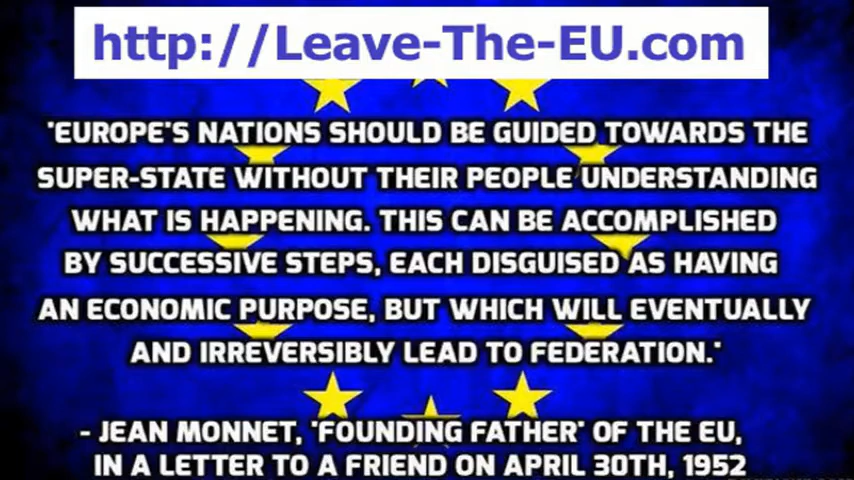 http://Leave-The-EU.com
'EUROPE'S NATIONS SHOULD BE GUIDED TOWARDS THE
SUPER-STATE WITHOUT THEIR PEOPLE UNDERSTANDING
WHAT IS HAPPENING. THIS CAN BE ACCOMPLISHED
BY SUCCESSIVE STEPS, EACH DISGUISED AS HAVING
AN ECONOMIC PURPOSE, BUT WHICH WILL EVENTUALLY
AND IRREVERSIBLY LEAD TO FEDERATION.'
- JEAN MONNET, 'FOUNDING FATHER' OF THE EU,
IN A LETTER TO A FRIEND ON APRIL 30TH, 1952